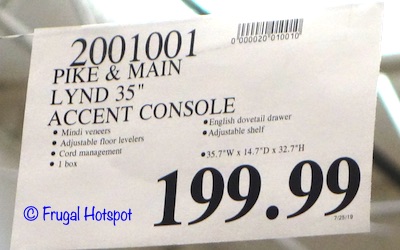 2001001
0000020010010
PIKE & MAIN
LYND 35"
ACCENT CONSOLE
• Mindi veneers
• Adjustable floor levelers
• Cord management
• 1 box
• English dovetail drawer
• Adjustable shelf
• 35.7"W x 14.7"D x 32.7"H
199.99
7/25/19
© Frugal Hotspot